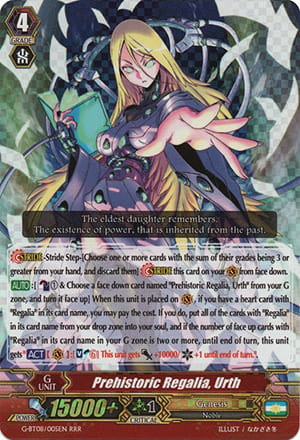 4
GRADE
The eldest daughter remembers.
The existence of power, that is inherited from the past.
STRIDE -Stride Step-[Choose one or more cards with the sum of their grades being 3 or
greater from your hand, and discard them] STRIDE this card on your from face down.
AUTO: [Choose a face down card named "Prehistoric Regalia, Urth" from your G
zone, and turn it face up] When this unit is placed on , if you have a heart card with
"Regalia" in its card name, you may pay the cost. If you do, put all of the cards with "Regalia"
in its card name from your drop zone into your soul, and if the number of face up cards with
"Regalia" in its card name in your G zone is two or more, until end of turn, this unit
gets "ACT [ ]: This unit gets +10000/ +1 until end of turn.".
G
UNIT
Prehistoric Regalia, Urth
POWER
15000+
1
CRITICAL
Genesis
Noble
G-BT08/005EN RRR
ILLUST